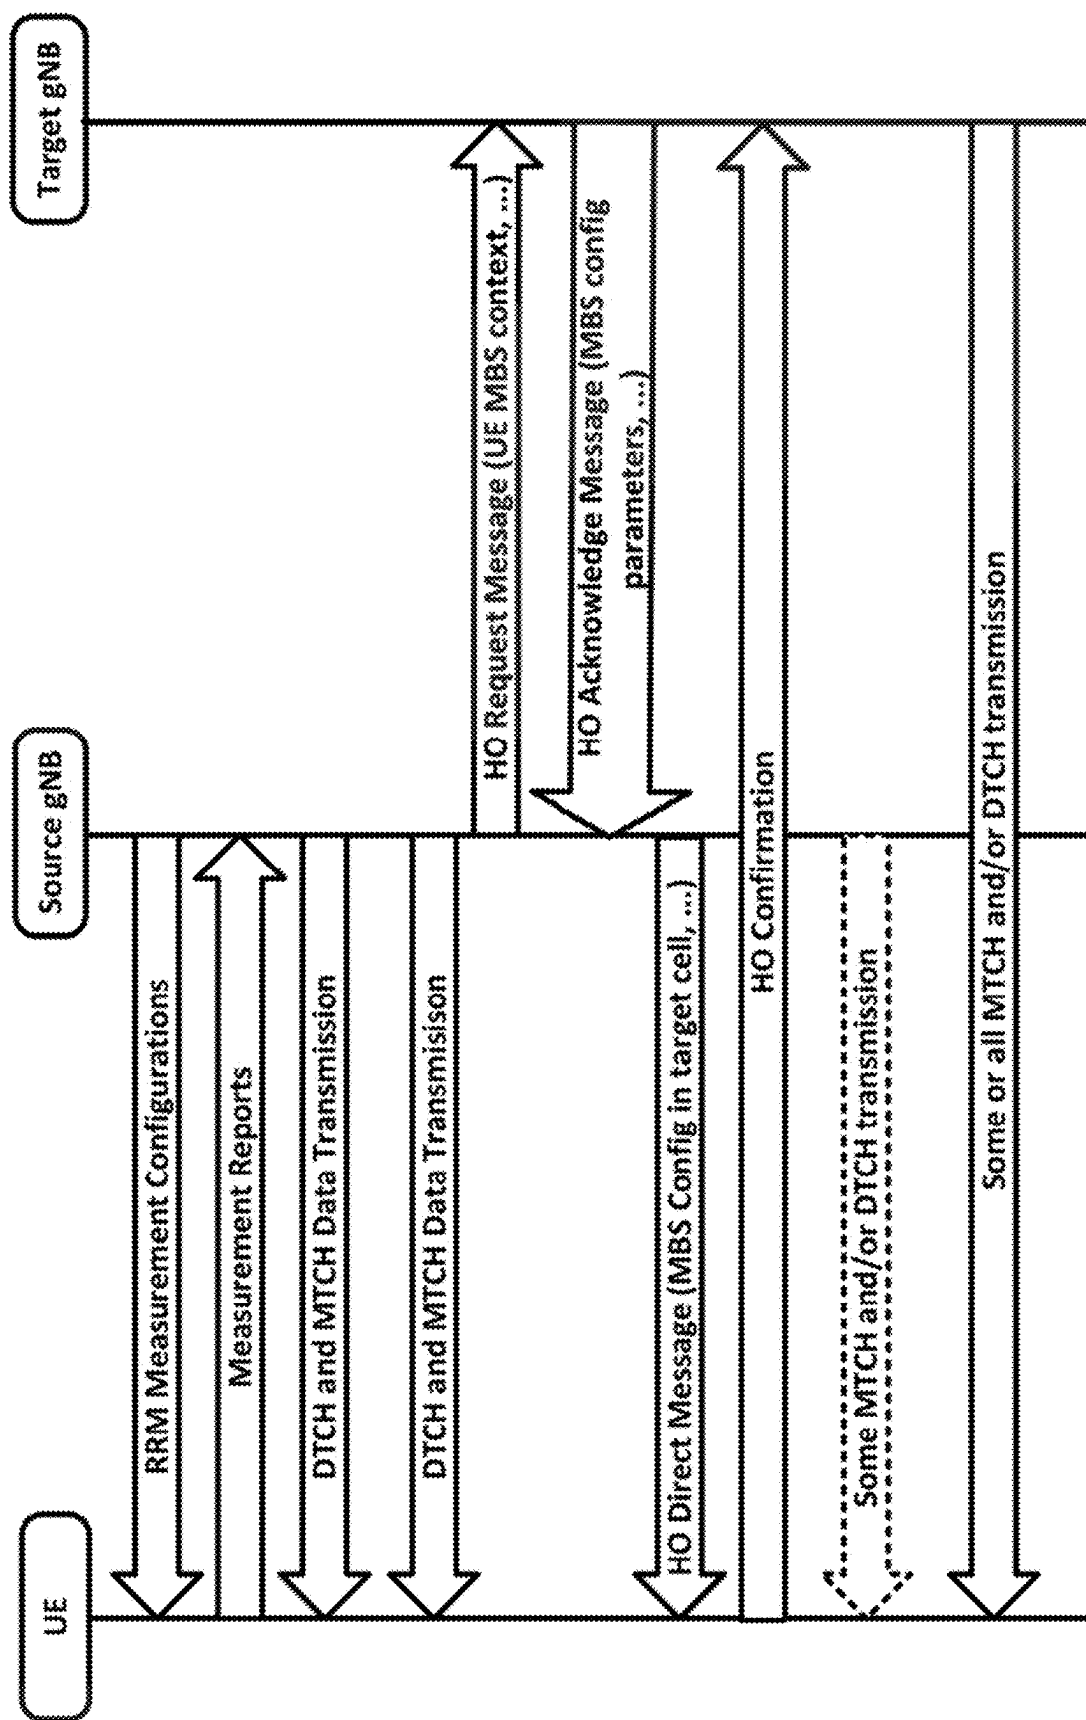 UE
Source gNB
Target gNB
RRM Measurement Configurations
Measurement Reports
DTCH and MTCH Data Transmission
DTCH and MTCH Data Transmisison
HO Request Message (UE MBS context, ...)
HO Acknowledge Message (MBS config
parameters, ...)
HO Direct Message (MBS Config in target cell, ...)
HO Confirmation
Some MTCH and/or DTCH transmission
Some or all MTCH and/or DTCH transmission